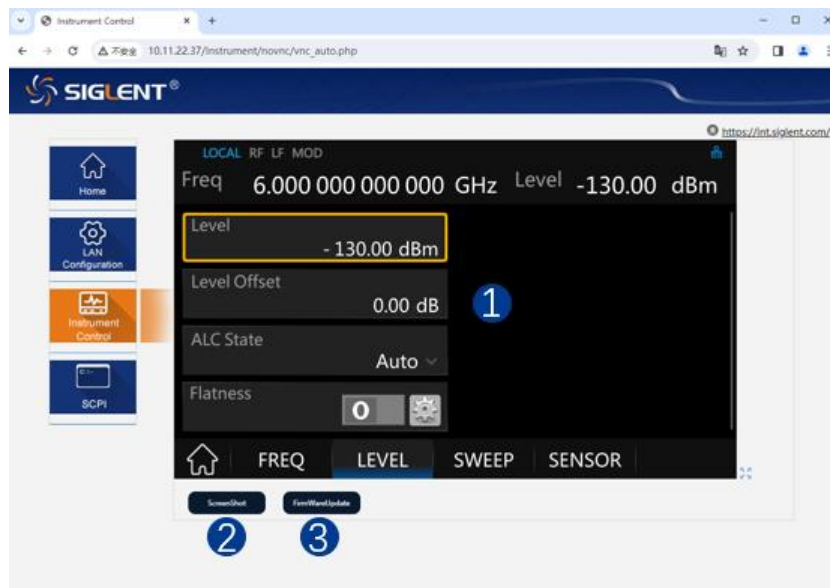 Instrument Control
不安全 10.11.22.37/Instrument/novnc/vnc_auto.php
SIGLENT®
https://int.siglent.com/
Home
LAN
Configuration
Instrument
Control
SCPI
LOCAL RF LF MOD
Freq 6.000 000 000 000 GHz Level -130.00 dBm
Level
- 130.00 dBm
Level Offset
0.00 dB
1
ALC State
Auto
Flatness
O
FREQ LEVEL SWEEP SENSOR
ScreenShot FirmWareUpdate
2 3